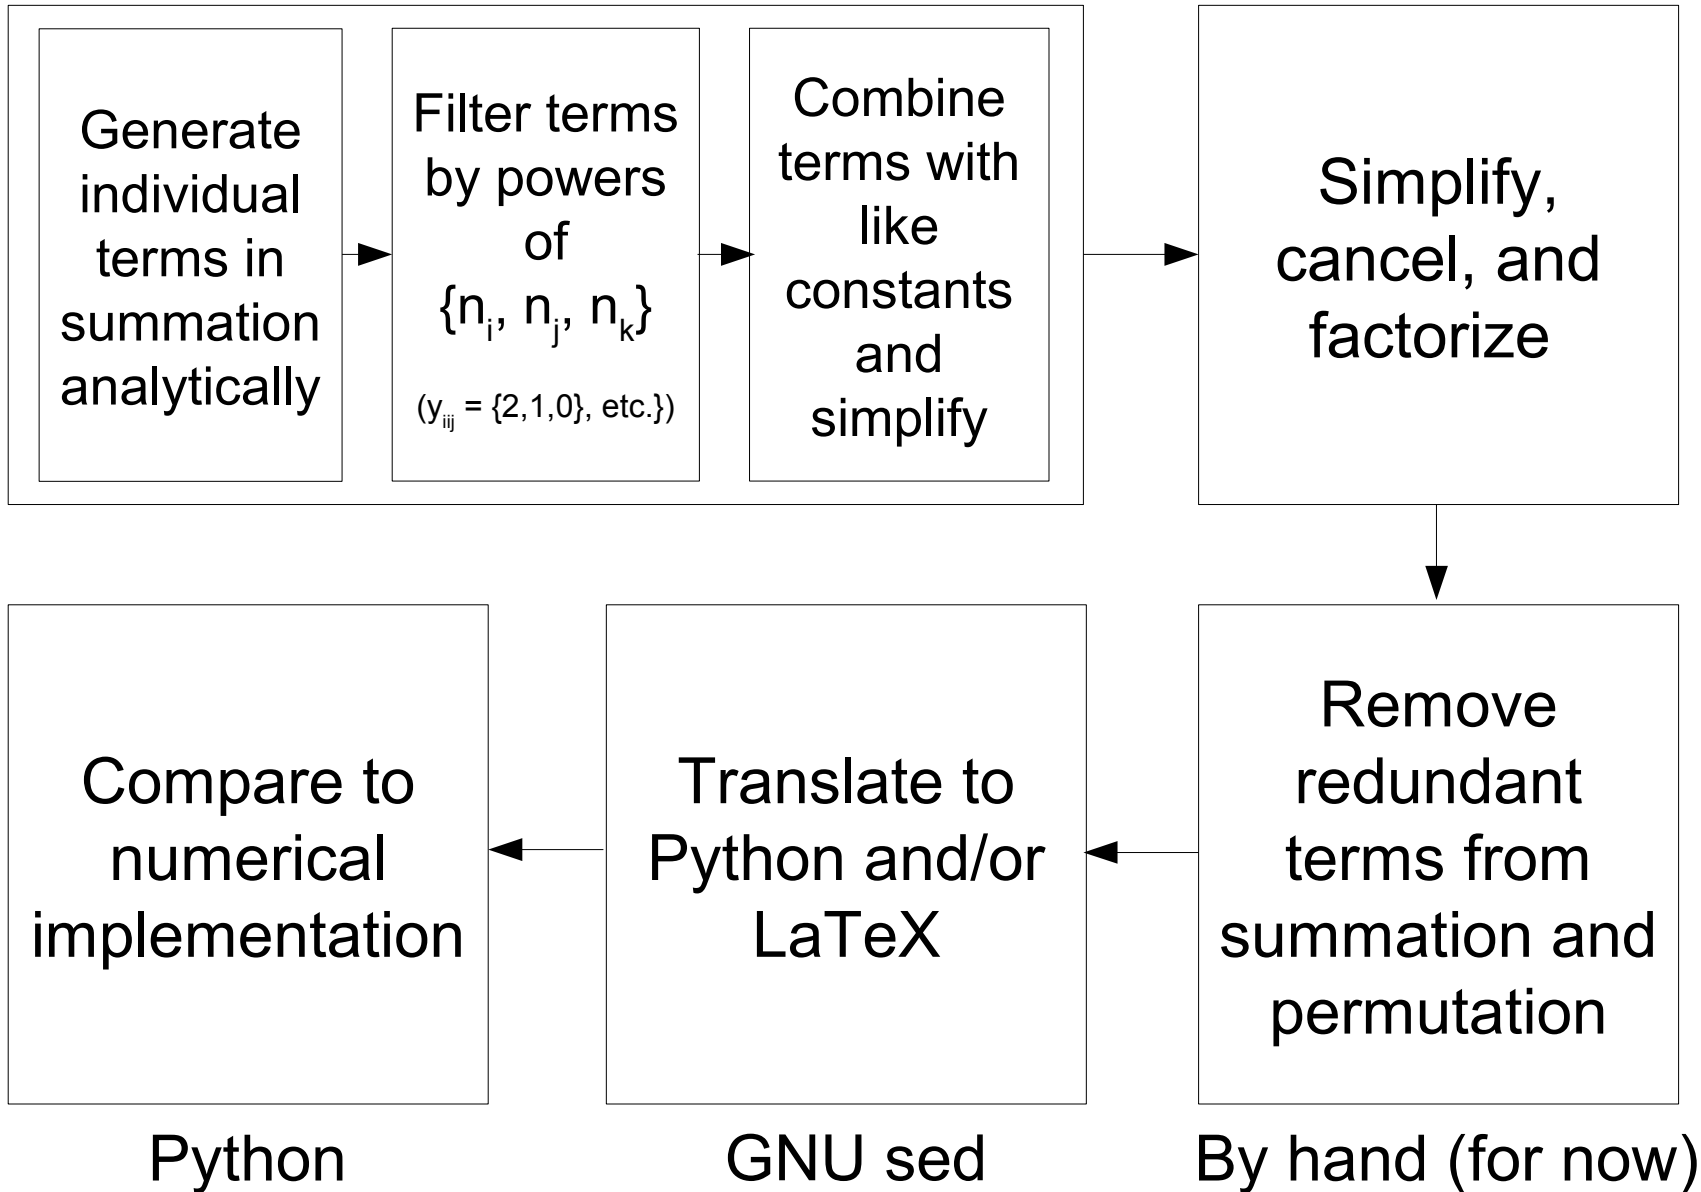 Generate
individual
terms in
summation
analytically
Filter terms
by powers
of
{nᵢ, nⱼ, nₖ}
(yᵢᵢⱼ = {2,1,0}, etc.})
Combine
terms with
like
constants
and
simplify
Simplify,
cancel, and
factorize
Remove
redundant
terms from
summation and
permutation
By hand (for now)
Translate to
Python and/or
LaTeX
GNU sed
Compare to
numerical
implementation
Python